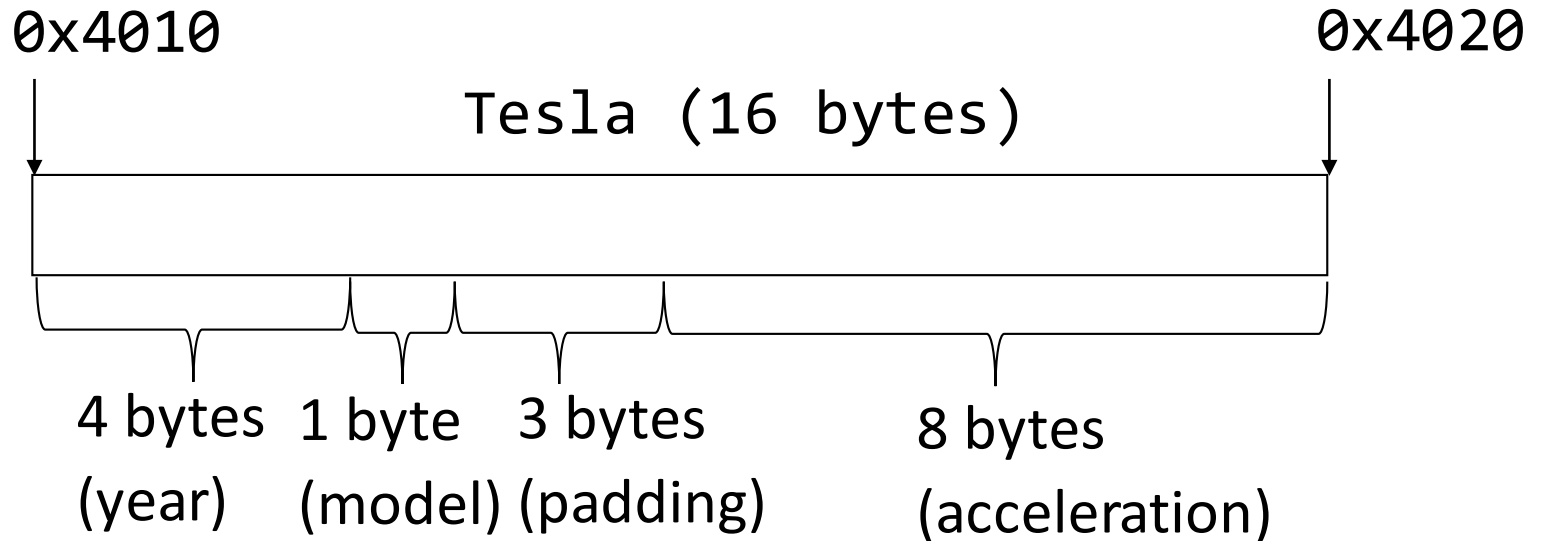 0x4010 0x4020
Tesla (16 bytes)
4 bytes 1 byte 3 bytes 8 bytes
(year) (model) (padding) (acceleration)